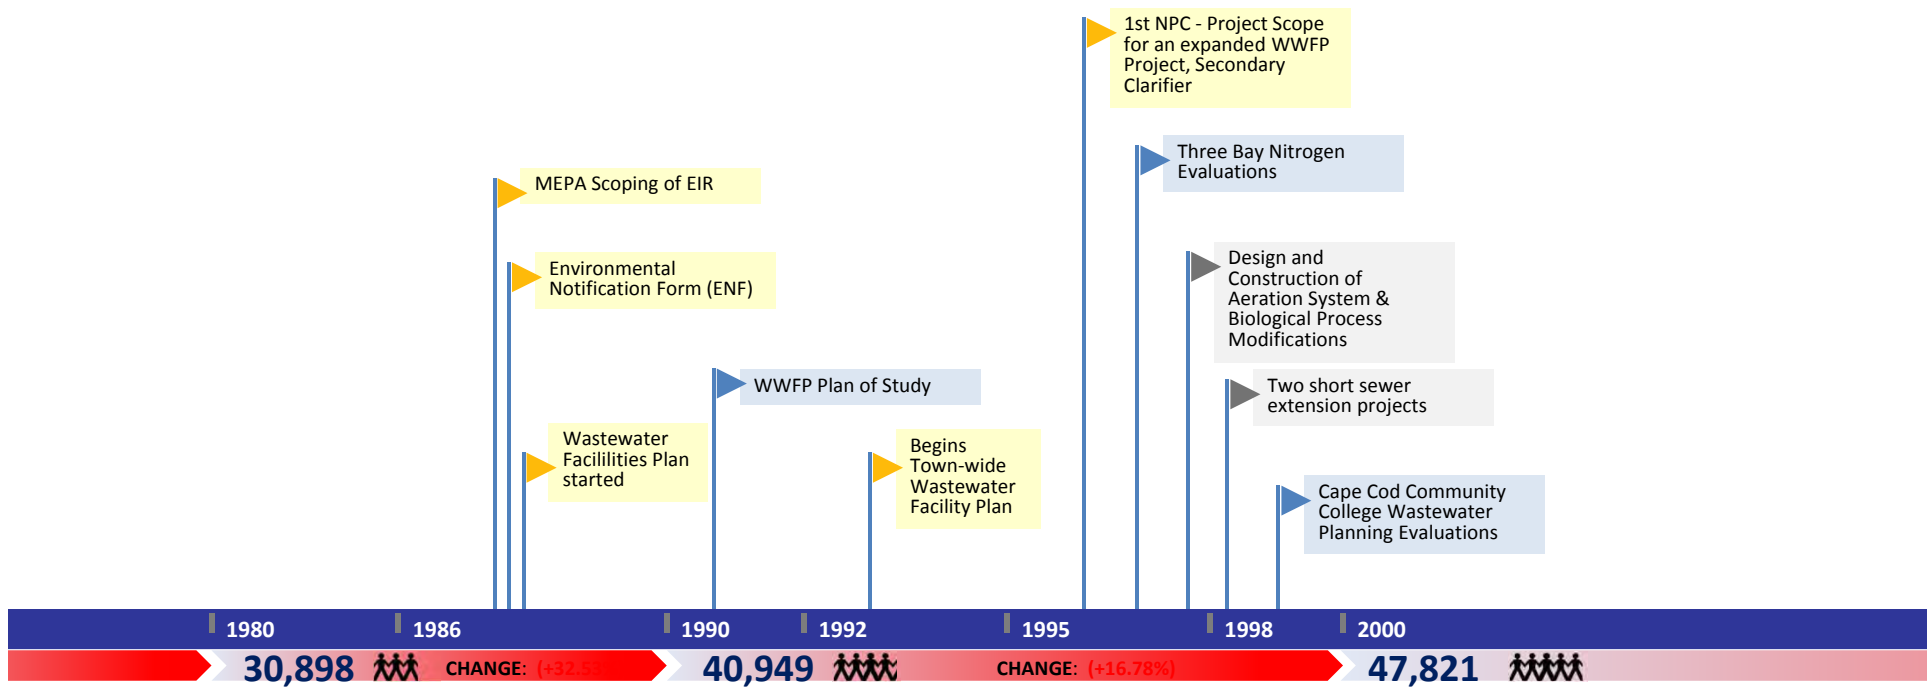 1st NPC - Project Scope
for an expanded WWFP
Project, Secondary
Clarifier
Three Bay Nitrogen
Evaluations
MEPA Scoping of EIR
Environmental
Notification Form (ENF)
Design and
Construction of
Aeration System &
Biological Process
Modifications
WWFP Plan of Study
Two short sewer
extension projects
Wastewater
Facililities Plan
started
Begins
Town-wide
Wastewater
Facility Plan
Cape Cod Community
College Wastewater
Planning Evaluations
1980 1986 1990 1992 1995 1998 2000
30,898 CHANGE: (+32.53 40,949 CHANGE: (+16.78%) 47,821